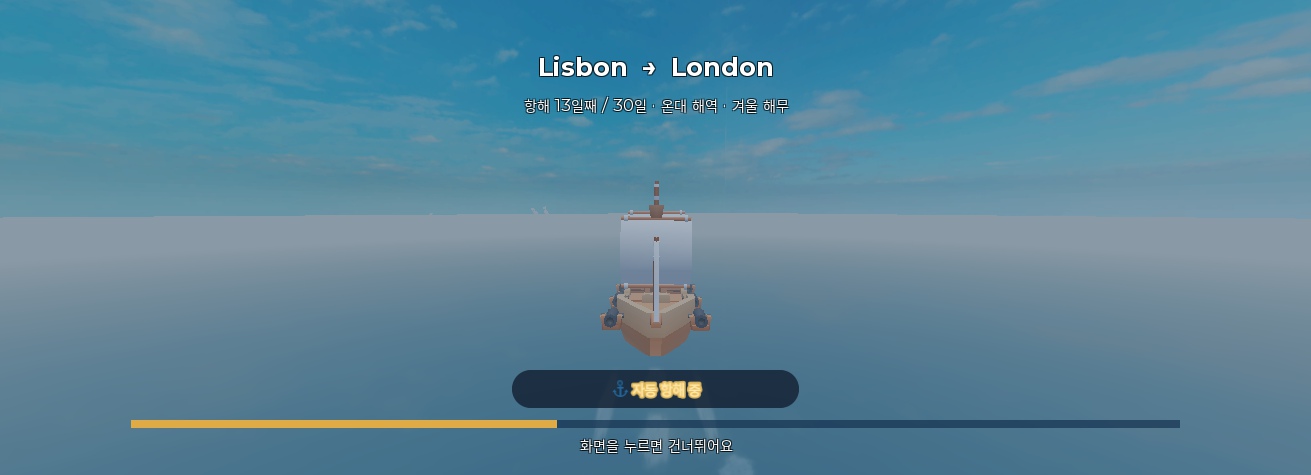 Lisbon → London
항해 13일째 / 30일 · 온대 해역 · 겨울 해무
⚓ 자동 항해 중
화면을 누르면 건너뛰어요